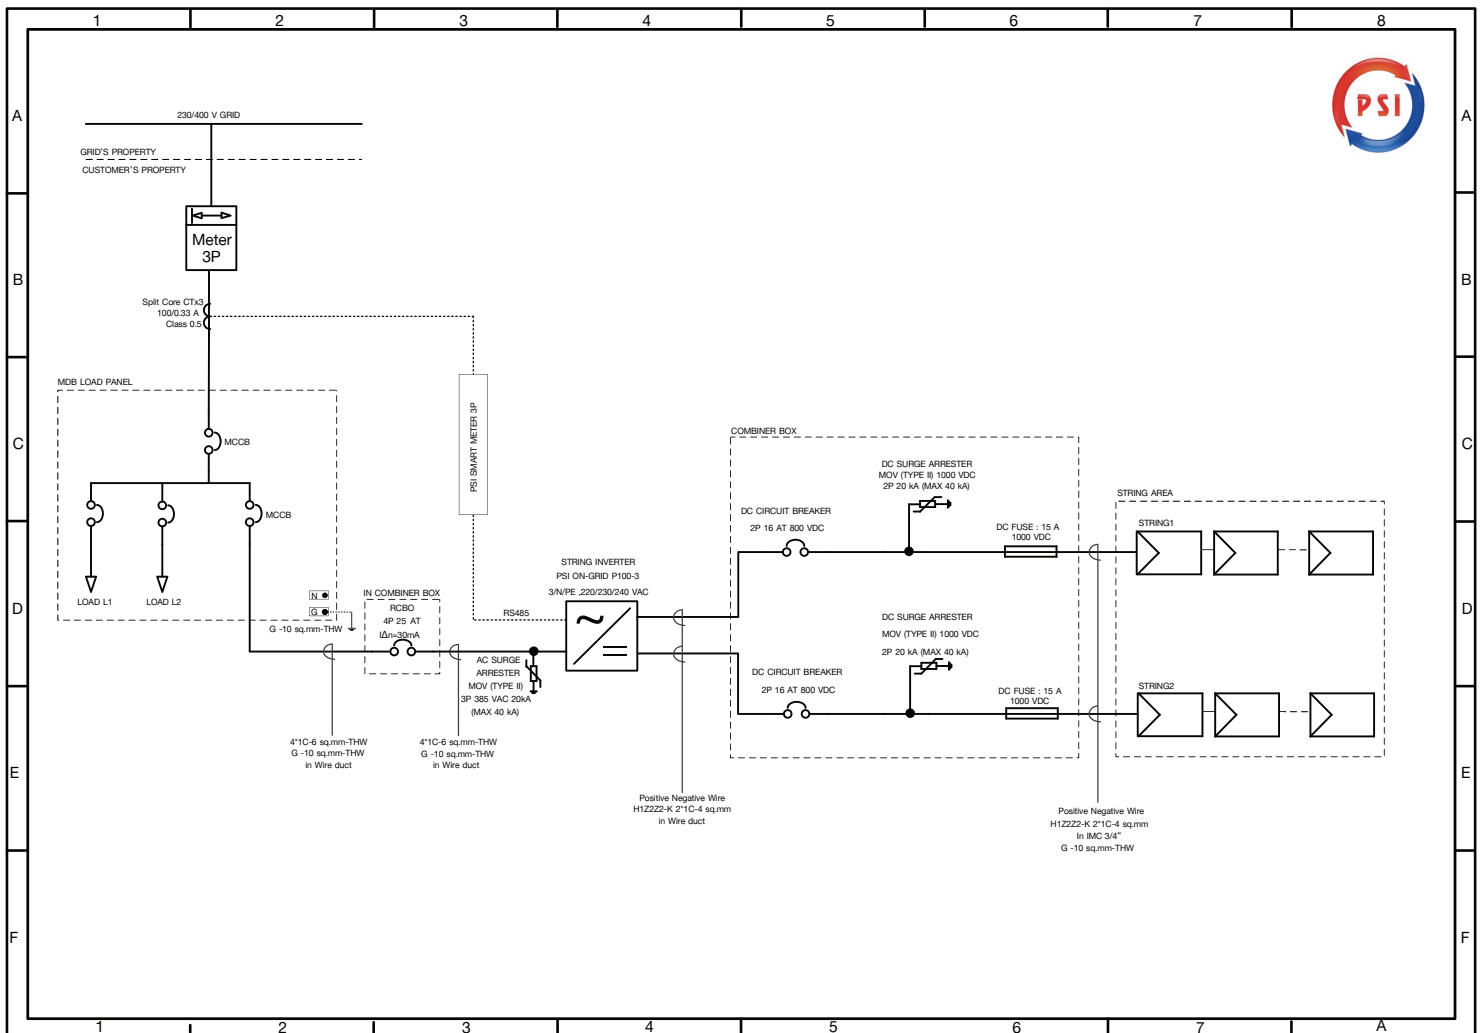 1 2 3 4 5 6 7 8
A A
PSI
230/400 V GRID
GRID'S PROPERTY
CUSTOMER'S PROPERTY
Meter
3P
B B
Split Core CTx3
100/0.33 A
Class 0.5
MDB LOAD PANEL
PSI SMART METER 3P
MCCB
C C
COMBINER BOX
DC SURGE ARRESTER
MOV (TYPE II) 1000 VDC
2P 20 kA (MAX 40 kA)
STRING AREA
MCCB
DC CIRCUIT BREAKER
2P 16 AT 800 VDC
DC FUSE : 15 A
1000 VDC
STRING1
STRING INVERTER
PSI ON-GRID P100-3
3/N/PE ,220/230/240 VAC
LOAD L1
LOAD L2
N
G
G -10 sq.mm-THW
IN COMBINER BOX
RCBO
4P 25 AT
IΔn=30mA
RS485
D D
DC SURGE ARRESTER
MOV (TYPE II) 1000 VDC
2P 20 kA (MAX 40 kA)
AC SURGE
ARRESTER
MOV (TYPE II)
3P 385 VAC 20kA
(MAX 40 kA)
DC CIRCUIT BREAKER
2P 16 AT 800 VDC
DC FUSE : 15 A
1000 VDC
STRING2
4*1C-6 sq.mm-THW
G -10 sq.mm-THW
in Wire duct
4*1C-6 sq.mm-THW
G -10 sq.mm-THW
in Wire duct
E E
Positive Negative Wire
H1Z2Z2-K 2*1C-4 sq.mm
in Wire duct
Positive Negative Wire
H1Z2Z2-K 2*1C-4 sq.mm
In IMC 3/4"
G -10 sq.mm-THW
F F
1 2 3 4 5 6 7 A